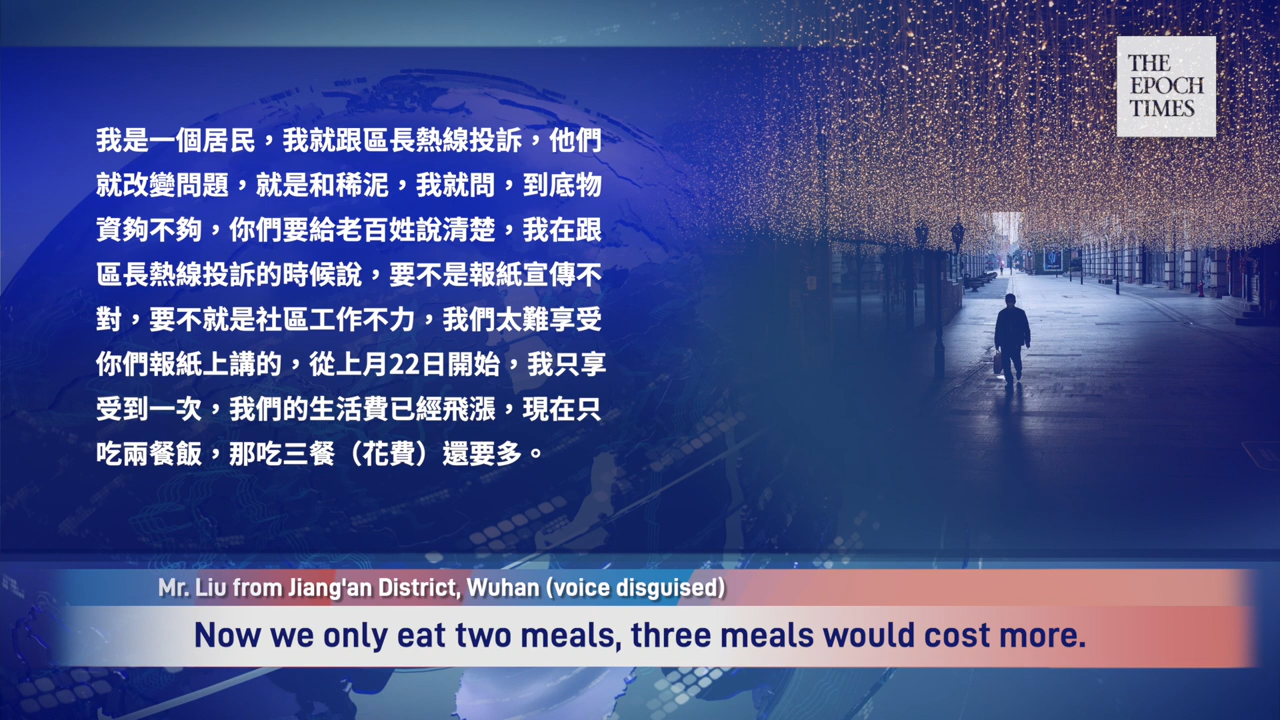 THE
EPOCH
TIMES
我是一個居民，我就跟區長熱線投訴，他們
就改變問題，就是和稀泥，我就問，到底物
資夠不夠，你們要給老百姓說清楚，我在跟
區長熱線投訴的時候說，要不是報紙宣傳不
對，要不就是社區工作不力，我們太難享受
你們報紙上講的，從上月22日開始，我只享
受到一次，我們的生活費已經飛漲，現在只
吃兩餐飯，那吃三餐（花費）還要多。
Mr. Liu from Jiang'an District, Wuhan (voice disguised)
Now we only eat two meals, three meals would cost more.